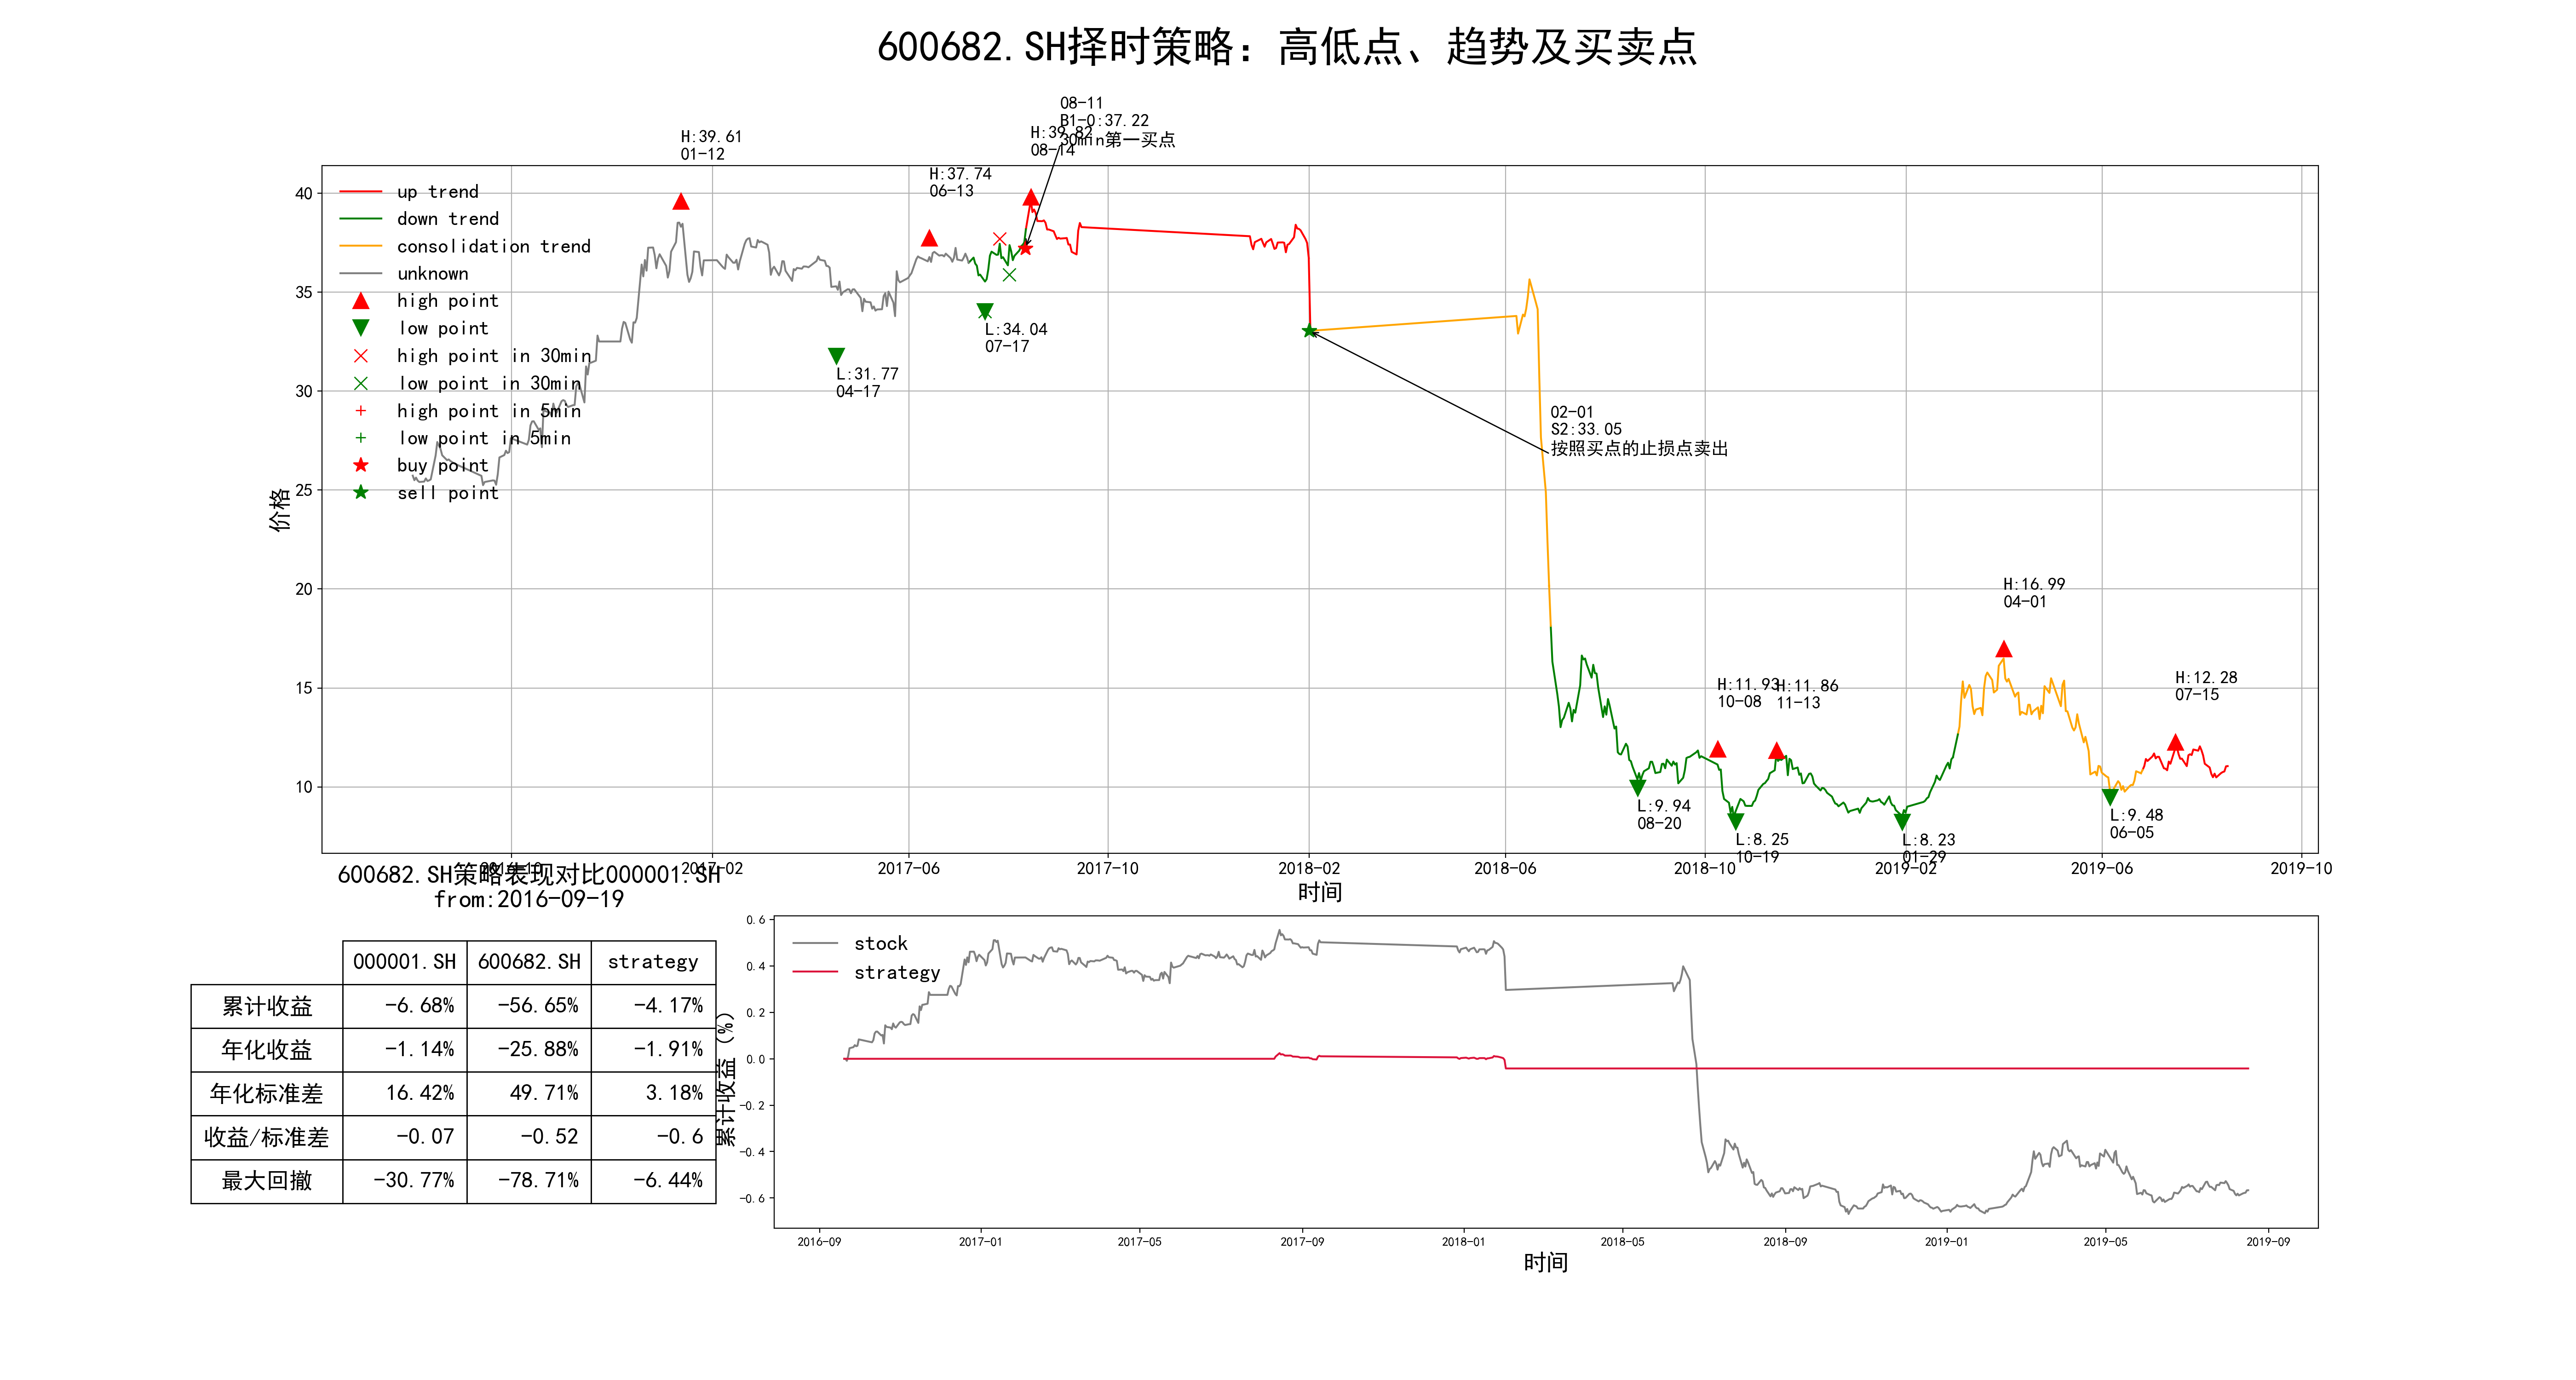 600682.SH择时策略：高低点、趋势及买卖点
08-11
B1-0:37.22
30min第一买点
H:39.61
01-12
H:39.82
08-14
H:37.74
06-13
up trend
down trend
consolidation trend
unknown
high point
low point
high point in 30min
low point in 30min
high point in 5min
low point in 5min
buy point
sell point
L:34.04
07-17
L:31.77
04-17
02-01
S2:33.05
按照买点的止损点卖出
H:16.99
04-01
H:11.93
10-08
H:11.86
11-13
H:12.28
07-15
L:9.94
08-20
L:8.25
10-19
L:8.23
01-29
L:9.48
06-05
价格
40
35
30
25
20
15
10
2016-10
2017-02
2017-06
2017-10
2018-02
2018-06
2018-10
2019-02
2019-06
2019-10
时间
600682.SH策略表现对比000001.SH
from:2016-09-19
000001.SH 600682.SH strategy
累计收益 -6.68% -56.65% -4.17%
年化收益 -1.14% -25.88% -1.91%
年化标准差 16.42% 49.71% 3.18%
收益/标准差 -0.07 -0.52 -0.6
最大回撤 -30.77% -78.71% -6.44%
stock
strategy
累计收益（%）
0.6
0.4
0.2
0.0
-0.2
-0.4
-0.6
2016-09
2017-01
2017-05
2017-09
2018-01
2018-05
2018-09
2019-01
2019-05
2019-09
时间